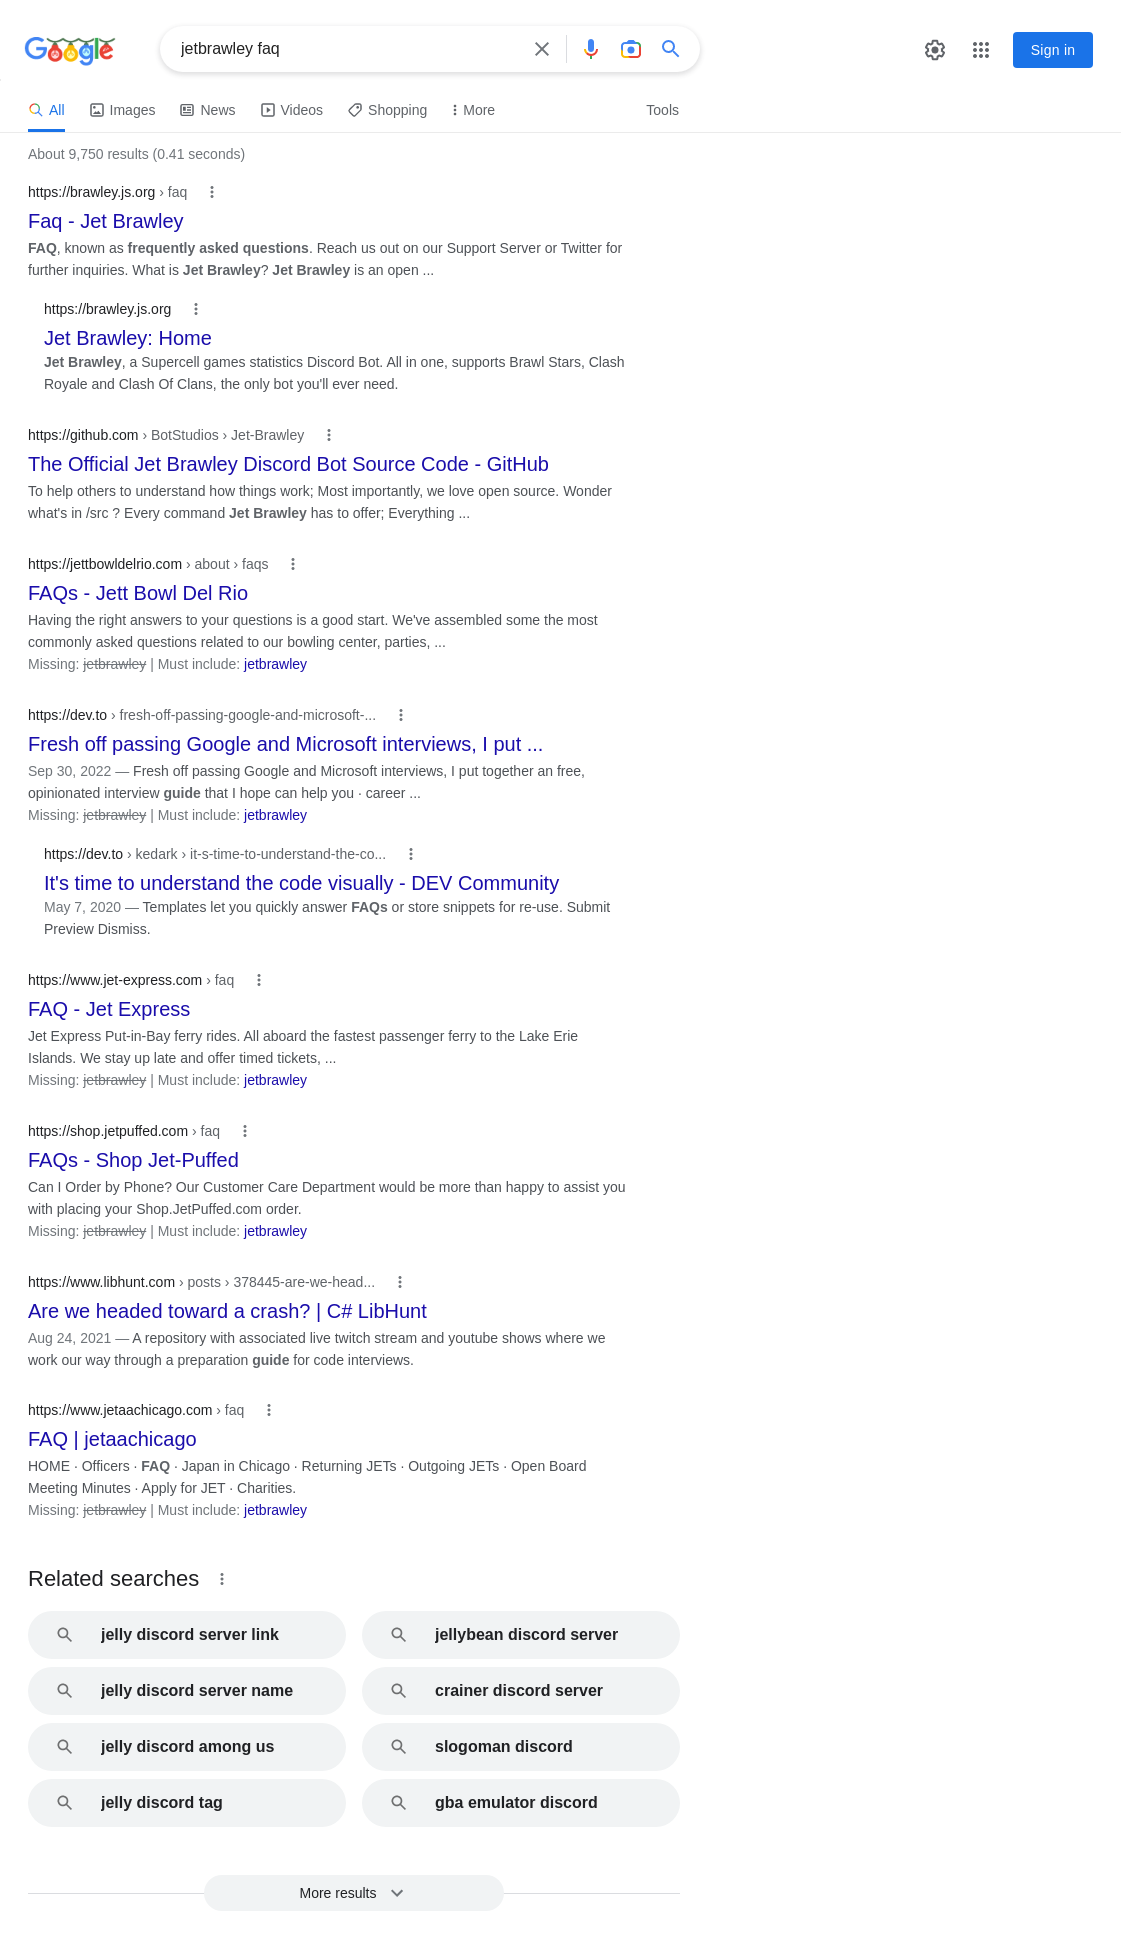 Google
jetbrawley faq
Sign in
All
Images
News
Videos
Shopping
More
Tools
About 9,750 results (0.41 seconds)
https://brawley.js.org › faq
Faq - Jet Brawley
FAQ, known as frequently asked questions. Reach us out on our Support Server or Twitter for
further inquiries. What is Jet Brawley? Jet Brawley is an open ...
https://brawley.js.org
Jet Brawley: Home
Jet Brawley, a Supercell games statistics Discord Bot. All in one, supports Brawl Stars, Clash
Royale and Clash Of Clans, the only bot you'll ever need.
https://github.com › BotStudios › Jet-Brawley
The Official Jet Brawley Discord Bot Source Code - GitHub
To help others to understand how things work; Most importantly, we love open source. Wonder
what's in /src ? Every command Jet Brawley has to offer; Everything ...
https://jettbowldelrio.com › about › faqs
FAQs - Jett Bowl Del Rio
Having the right answers to your questions is a good start. We've assembled some the most
commonly asked questions related to our bowling center, parties, ...
Missing: jetbrawley | Must include: jetbrawley
https://dev.to › fresh-off-passing-google-and-microsoft-...
Fresh off passing Google and Microsoft interviews, I put ...
Sep 30, 2022 — Fresh off passing Google and Microsoft interviews, I put together an free,
opinionated interview guide that I hope can help you · career ...
Missing: jetbrawley | Must include: jetbrawley
https://dev.to › kedark › it-s-time-to-understand-the-co...
It's time to understand the code visually - DEV Community
May 7, 2020 — Templates let you quickly answer FAQs or store snippets for re-use. Submit
Preview Dismiss.
https://www.jet-express.com › faq
FAQ - Jet Express
Jet Express Put-in-Bay ferry rides. All aboard the fastest passenger ferry to the Lake Erie
Islands. We stay up late and offer timed tickets, ...
Missing: jetbrawley | Must include: jetbrawley
https://shop.jetpuffed.com › faq
FAQs - Shop Jet-Puffed
Can I Order by Phone? Our Customer Care Department would be more than happy to assist you
with placing your Shop.JetPuffed.com order.
Missing: jetbrawley | Must include: jetbrawley
https://www.libhunt.com › posts › 378445-are-we-head...
Are we headed toward a crash? | C# LibHunt
Aug 24, 2021 — A repository with associated live twitch stream and youtube shows where we
work our way through a preparation guide for code interviews.
https://www.jetaachicago.com › faq
FAQ | jetaachicago
HOME · Officers · FAQ · Japan in Chicago · Returning JETs · Outgoing JETs · Open Board
Meeting Minutes · Apply for JET · Charities.
Missing: jetbrawley | Must include: jetbrawley
Related searches
jelly discord server link
jellybean discord server
jelly discord server name
crainer discord server
jelly discord among us
slogoman discord
jelly discord tag
gba emulator discord
More results